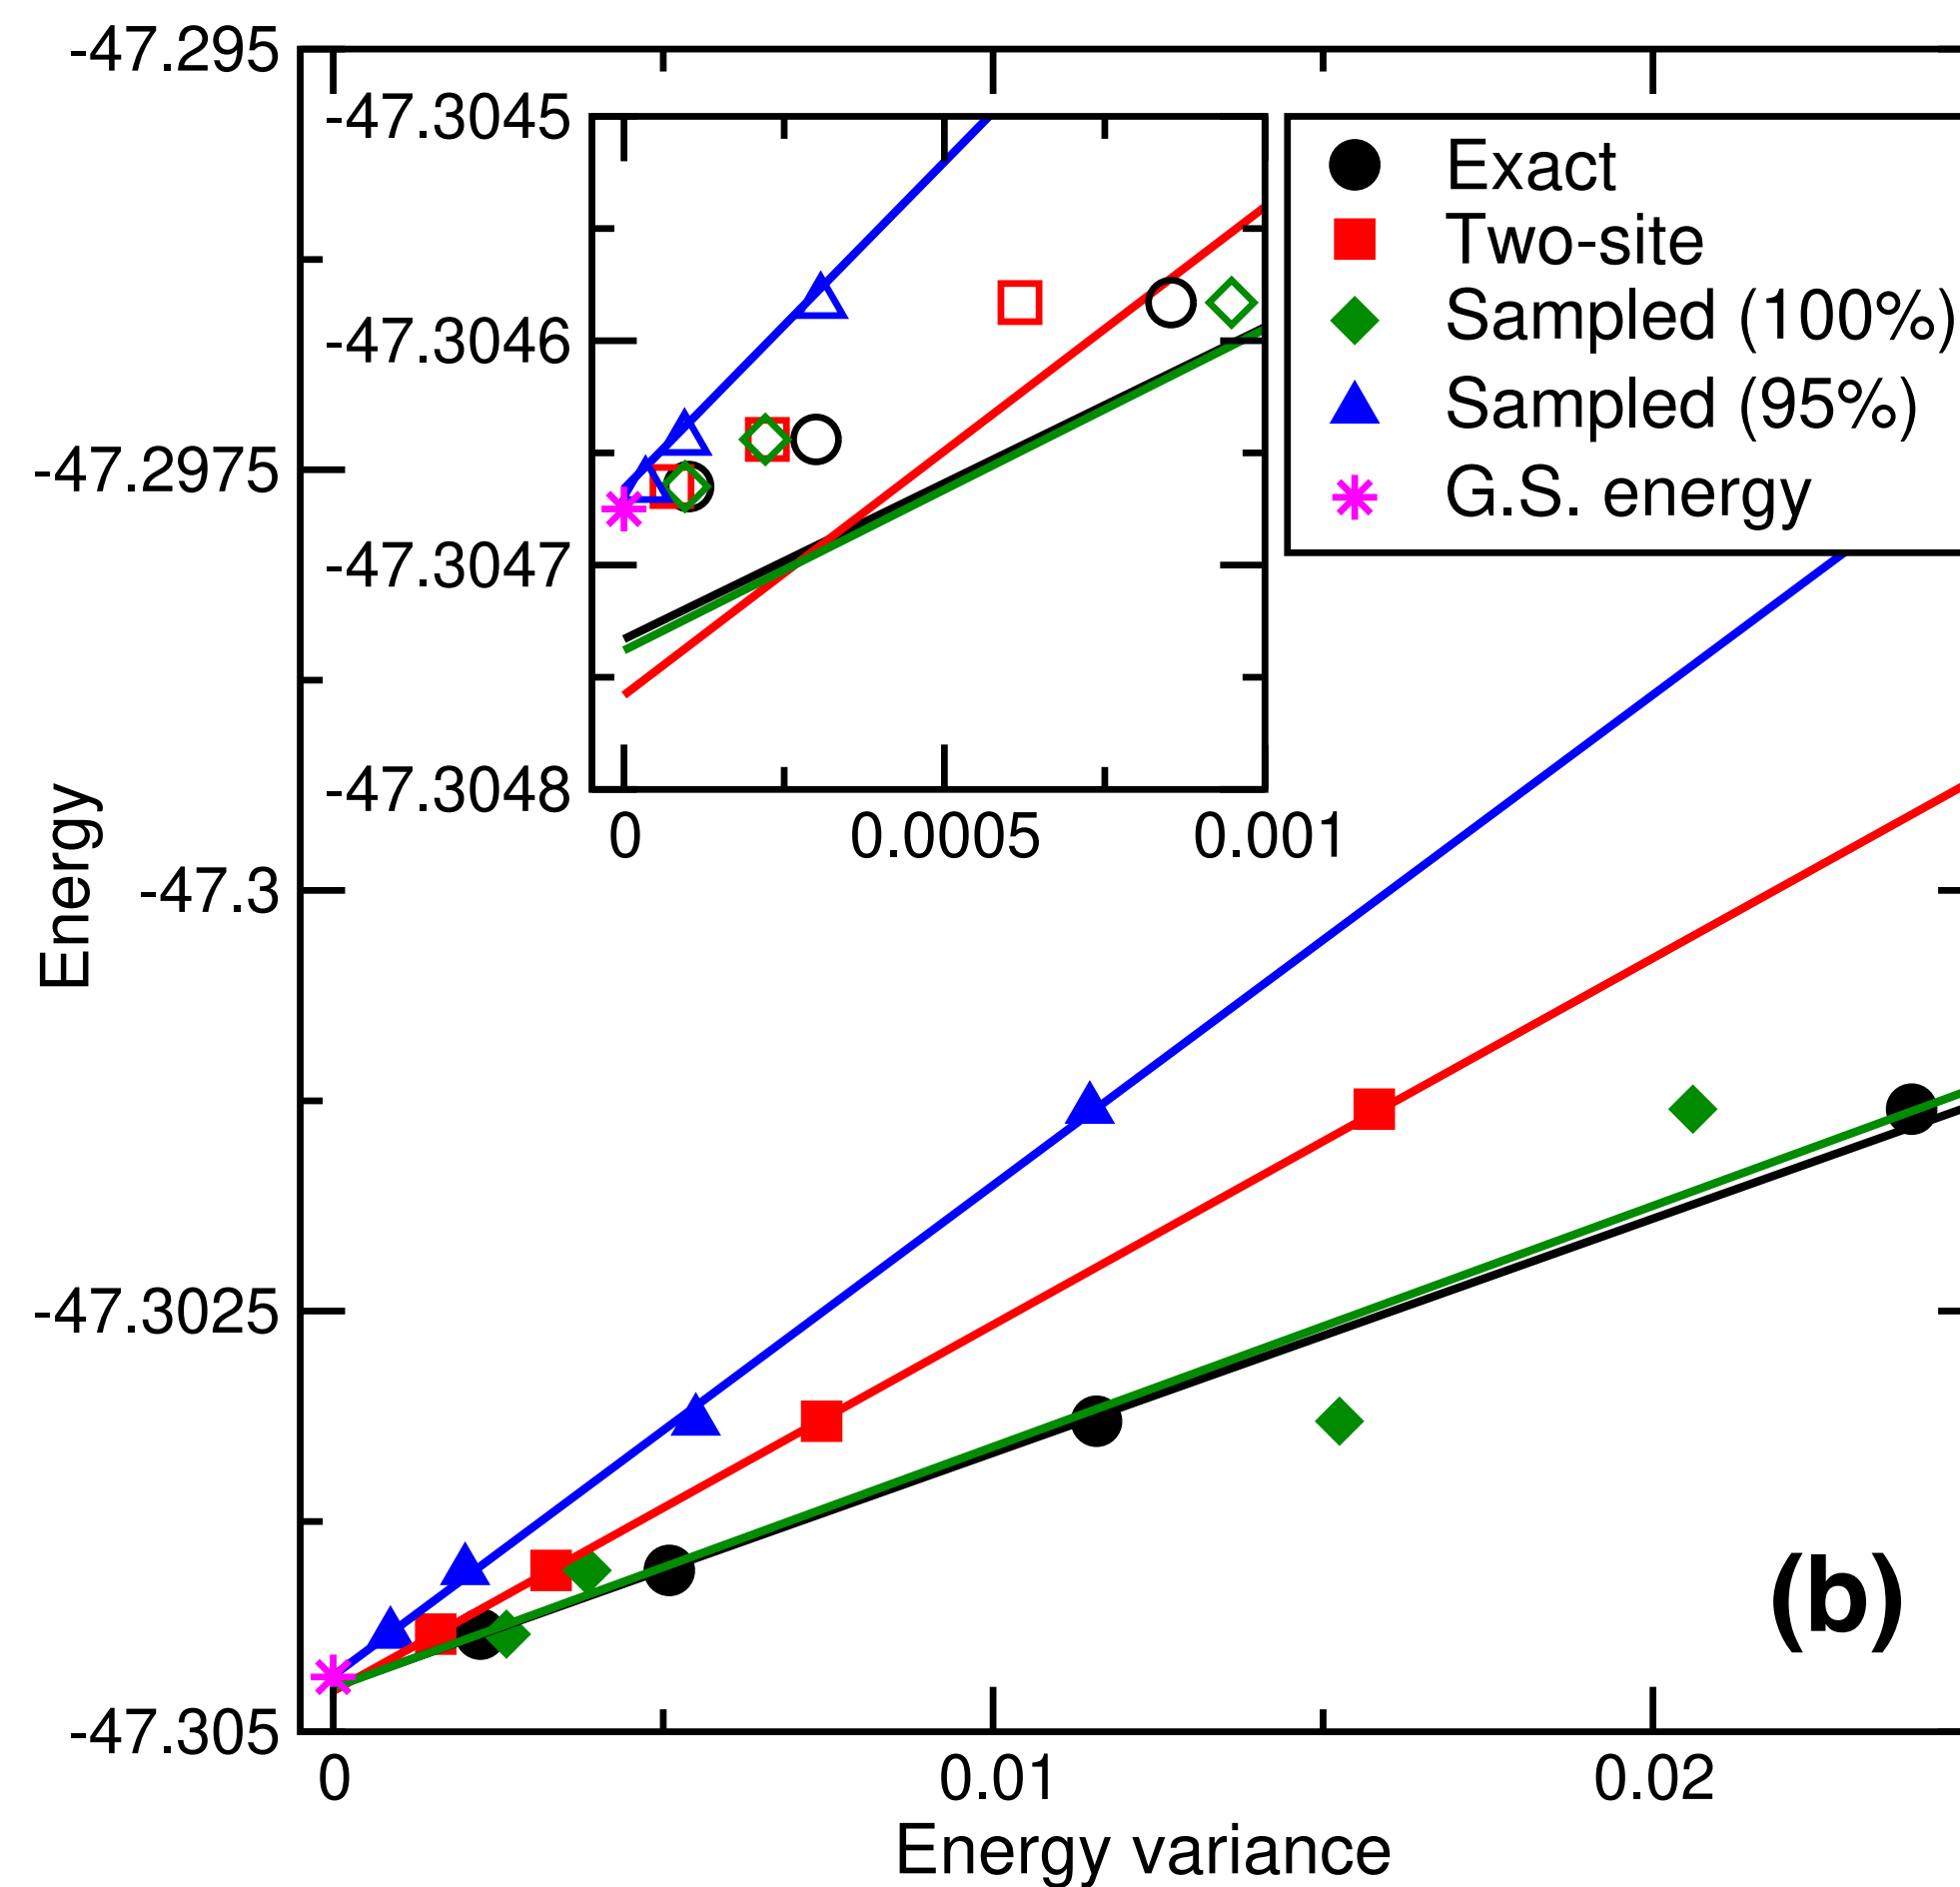 -47.295
-47.2975
-47.3
-47.3025
-47.305
Energy
-47.3045
-47.3046
-47.3047
-47.3048
0
0.0005
0.001
Exact
Two-site
Sampled (100%)
Sampled (95%)
G.S. energy
(b)
0
0.01
0.02
Energy variance